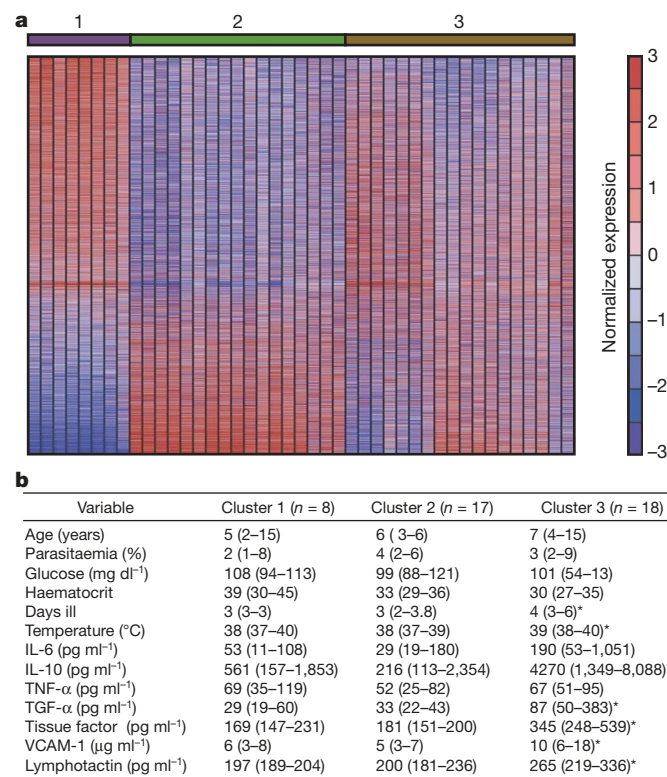 a
1 2 3
3
2
1
0
–1
–2
–3
Normalized expression
b
Variable Cluster 1 (n = 8) Cluster 2 (n = 17) Cluster 3 (n = 18)
Age (years) 5 (2–15) 6 ( 3–6) 7 (4–15)
Parasitaemia (%) 2 (1–8) 4 (2–6) 3 (2–9)
Glucose (mg dl⁻¹) 108 (94–113) 99 (88–121) 101 (54–13)
Haematocrit 39 (30–45) 33 (29–36) 30 (27–35)
Days ill 3 (3–3) 3 (2–3.8) 4 (3–6)*
Temperature (°C) 38 (37–40) 38 (37–39) 39 (38–40)*
IL-6 (pg ml⁻¹) 53 (11–108) 29 (19–180) 190 (53–1,051)
IL-10 (pg ml⁻¹) 561 (157–1,853) 216 (113–2,354) 4270 (1,349–8,088)
TNF-α (pg ml⁻¹) 69 (35–119) 52 (25–82) 67 (51–95)
TGF-α (pg ml⁻¹) 29 (19–60) 33 (22–43) 87 (50–383)*
Tissue factor (pg ml⁻¹) 169 (147–231) 181 (151–200) 345 (248–539)*
VCAM-1 (µg ml⁻¹) 6 (3–8) 5 (3–7) 10 (6–18)*
Lymphotactin (pg ml⁻¹) 197 (189–204) 200 (181–236) 265 (219–336)*